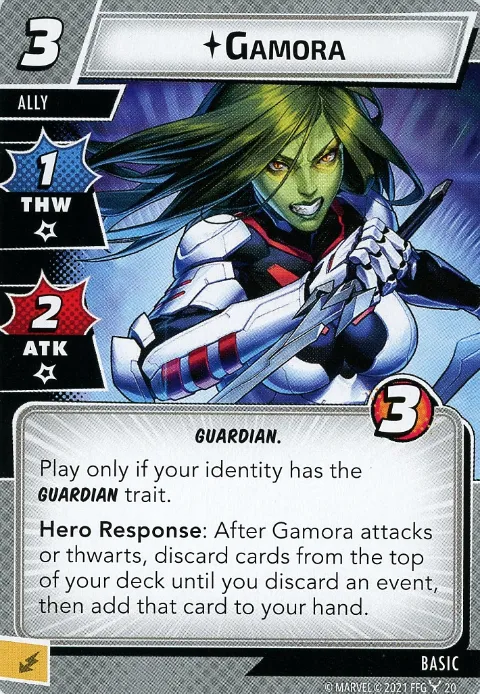 3
GAMORA
ALLY
1
THW
2
ATK
3
GUARDIAN.
Play only if your identity has the
GUARDIAN trait.
Hero Response: After Gamora attacks
or thwarts, discard cards from the top
of your deck until you discard an event,
then add that card to your hand.
BASIC
© MARVEL © 2021 FFG 20